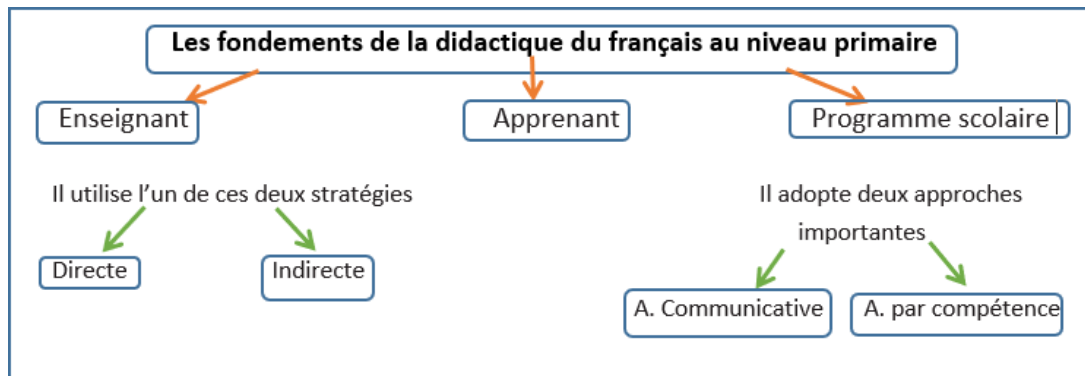 Les fondements de la didactique du français au niveau primaire
Enseignant
Apprenant
Programme scolaire
Il utilise l’un de ces deux stratégies
Il adopte deux approches
importantes
Directe
Indirecte
A. Communicative
A. par compétence